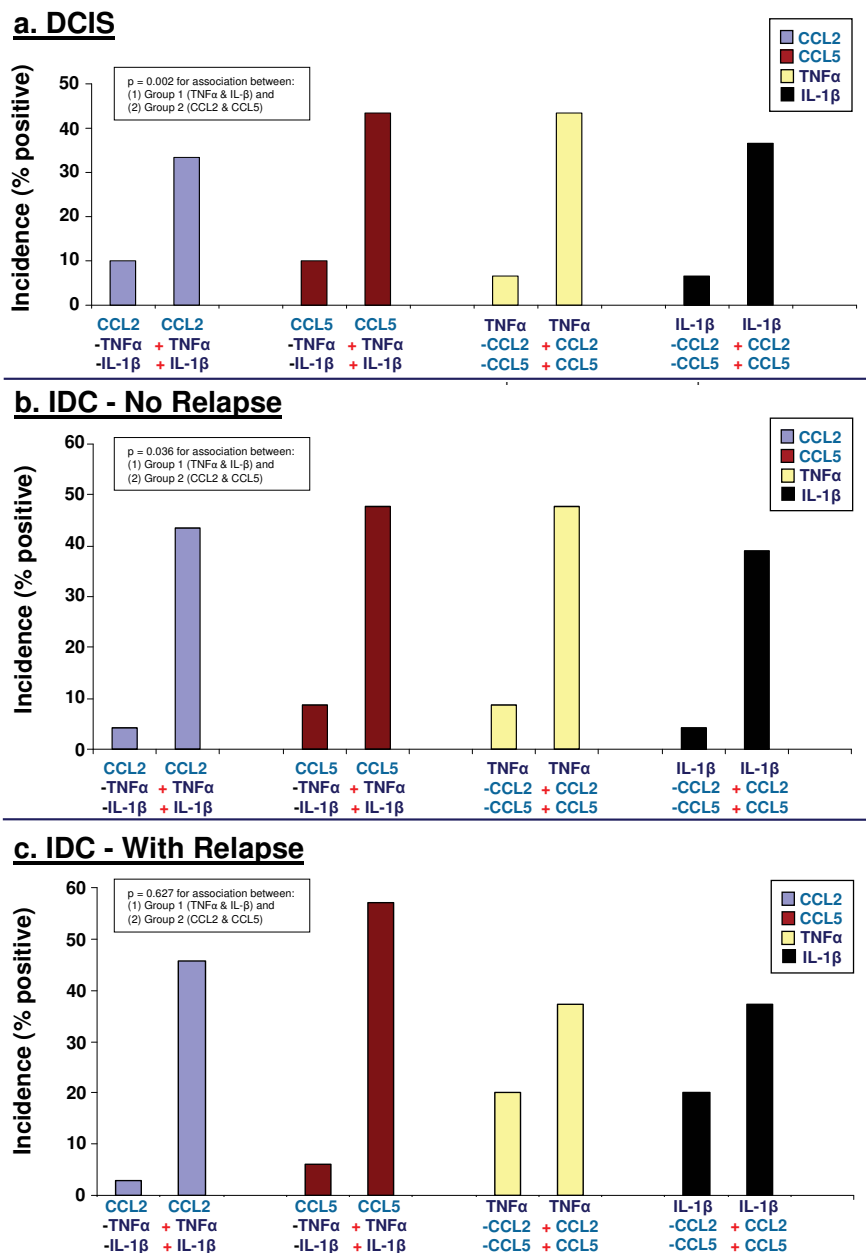 a. DCIS
CCL2
CCL5
TNFα
IL-1β
p = 0.002 for association between:
(1) Group 1 (TNFα & IL-β) and
(2) Group 2 (CCL2 & CCL5)
Incidence (% positive)
50
40
30
20
10
0
CCL2 CCL2 CCL5 CCL5 TNFα TNFα IL-1β IL-1β
-TNFα + TNFα -TNFα + TNFα -CCL2 + CCL2 -CCL2 + CCL2
-IL-1β + IL-1β -IL-1β + IL-1β -CCL5 + CCL5 -CCL5 + CCL5
b. IDC - No Relapse
CCL2
CCL5
TNFα
IL-1β
p = 0.036 for association between:
(1) Group 1 (TNFα & IL-β) and
(2) Group 2 (CCL2 & CCL5)
Incidence (% positive)
60
50
40
30
20
10
0
CCL2 CCL2 CCL5 CCL5 TNFα TNFα IL-1β IL-1β
-TNFα + TNFα -TNFα + TNFα -CCL2 + CCL2 -CCL2 + CCL2
-IL-1β + IL-1β -IL-1β + IL-1β -CCL5 + CCL5 -CCL5 + CCL5
c. IDC - With Relapse
CCL2
CCL5
TNFα
IL-1β
p = 0.627 for association between:
(1) Group 1 (TNFα & IL-β) and
(2) Group 2 (CCL2 & CCL5)
Incidence (% positive)
60
50
40
30
20
10
0
CCL2 CCL2 CCL5 CCL5 TNFα TNFα IL-1β IL-1β
-TNFα + TNFα -TNFα + TNFα -CCL2 + CCL2 -CCL2 + CCL2
-IL-1β + IL-1β -IL-1β + IL-1β -CCL5 + CCL5 -CCL5 + CCL5